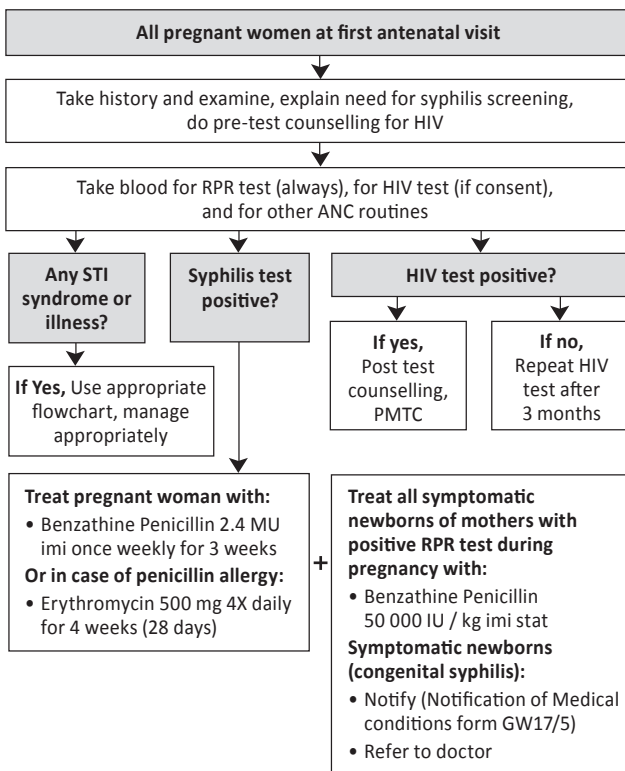 All pregnant women at first antenatal visit
Take history and examine, explain need for syphilis screening,
do pre-test counselling for HIV
Take blood for RPR test (always), for HIV test (if consent),
and for other ANC routines
Any STI
syndrome or
illness?
Syphilis test
positive?
HIV test positive?
If Yes, Use appropriate
flowchart, manage
appropriately
If yes,
Post test
counselling,
PMTC
If no,
Repeat HIV
test after
3 months
Treat pregnant woman with:
• Benzathine Penicillin 2.4 MU
imi once weekly for 3 weeks
Or in case of penicillin allergy:
• Erythromycin 500 mg 4X daily
for 4 weeks (28 days)
+
Treat all symptomatic
newborns of mothers with
positive RPR test during
pregnancy with:
• Benzathine Penicillin
50 000 IU / kg imi stat
Symptomatic newborns
(congenital syphilis):
• Notify (Notification of Medical
conditions form GW17/5)
• Refer to doctor